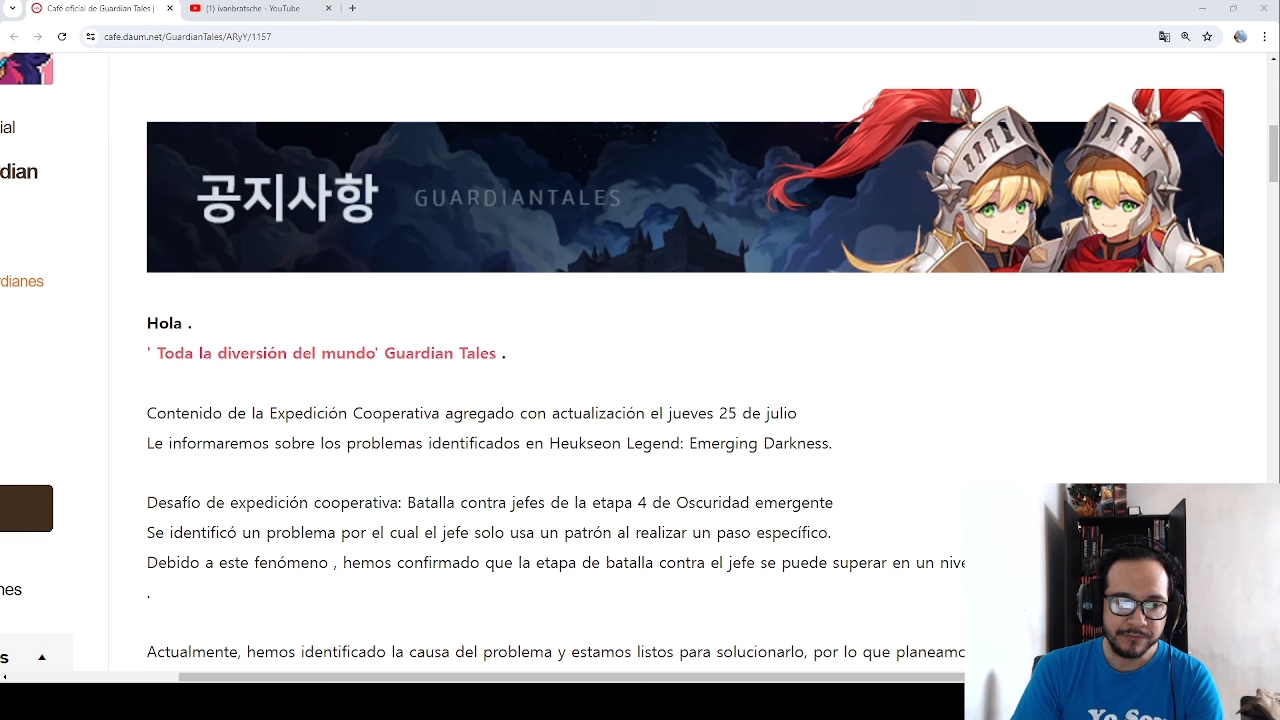 Café oficial de Guardian Tales |
(1) ivanbratsche - YouTube
cafe.daum.net/GuardianTales/ARyY/1157
공지사항 GUARDIANTALES
ial
dian
rdianes
nes
s
Hola .
' Toda la diversión del mundo' Guardian Tales .
Contenido de la Expedición Cooperativa agregado con actualización el jueves 25 de julio
Le informaremos sobre los problemas identificados en Heukseon Legend: Emerging Darkness.
Desafío de expedición cooperativa: Batalla contra jefes de la etapa 4 de Oscuridad emergente
Se identificó un problema por el cual el jefe solo usa un patrón al realizar un paso específico.
Debido a este fenómeno , hemos confirmado que la etapa de batalla contra el jefe se puede superar en un nive
.
Actualmente, hemos identificado la causa del problema y estamos listos para solucionarlo, por lo que planeamo
Yo Soy